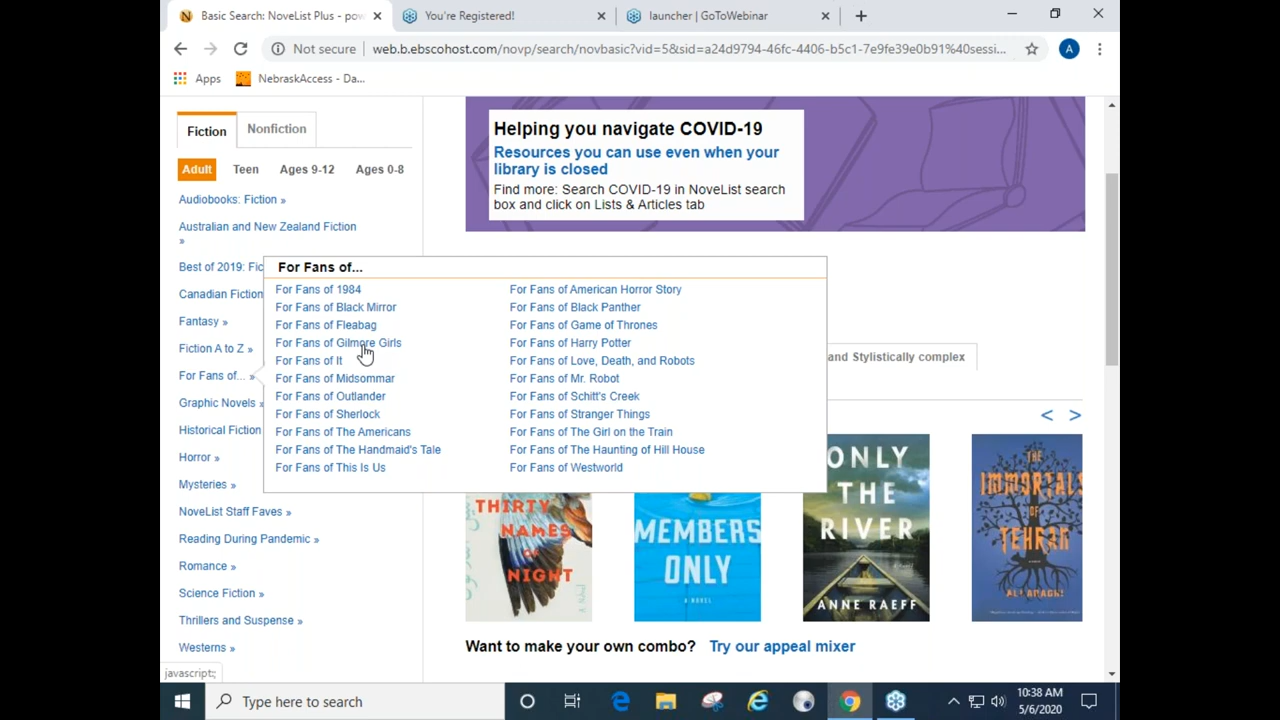 Basic Search: NoveList Plus - pow
You're Registered!
launcher | GoToWebinar
Not secure
web.b.ebscohost.com/novp/search/novbasic?vid=5&sid=a24d9794-46fc-4406-b5c1-7e9fe39e0b91%40sessi...
A
Apps
NebraskAccess - Da...
Fiction
Nonfiction
Adult
Teen
Ages 9-12
Ages 0-8
Audiobooks: Fiction »
Australian and New Zealand Fiction
»
Best of 2019: Fic
Canadian Fiction
Fantasy »
Fiction A to Z »
For Fans of... »
Graphic Novels »
Historical Fiction
Horror »
Mysteries »
NoveList Staff Faves »
Reading During Pandemic »
Romance »
Science Fiction »
Thrillers and Suspense »
Westerns »
Helping you navigate COVID-19
Resources you can use even when your
library is closed
Find more: Search COVID-19 in NoveList search
box and click on Lists & Articles tab
For Fans of...
For Fans of 1984
For Fans of Black Mirror
For Fans of Fleabag
For Fans of Gilmore Girls
For Fans of It
For Fans of Midsommar
For Fans of Outlander
For Fans of Sherlock
For Fans of The Americans
For Fans of The Handmaid's Tale
For Fans of This Is Us
For Fans of American Horror Story
For Fans of Black Panther
For Fans of Game of Thrones
For Fans of Harry Potter
For Fans of Love, Death, and Robots
For Fans of Mr. Robot
For Fans of Schitt's Creek
For Fans of Stranger Things
For Fans of The Girl on the Train
For Fans of The Haunting of Hill House
For Fans of Westworld
and Stylistically complex
< >
THIRTY
NAMES
OF
NIGHT
MEMBERS
ONLY
A NOVEL
ONLY
THE
RIVER
ANNE RAEFF
THE
IMMORTALS
OF
TEHRAN
Want to make your own combo? Try our appeal mixer
javascript:;
Type here to search
10:38 AM
5/6/2020